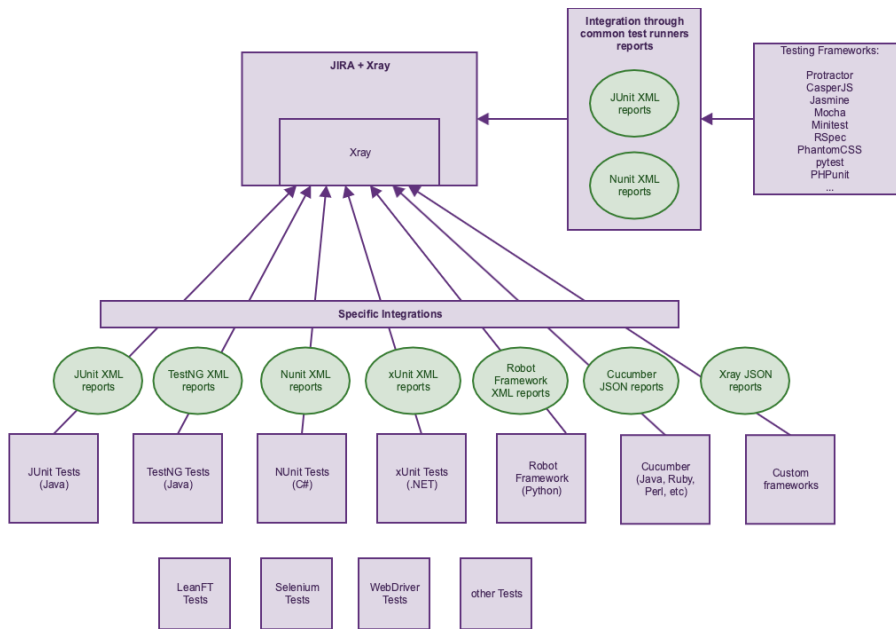 Integration through
common test runners
reports
JUnit XML
reports
Nunit XML
reports
Testing Frameworks:
Protractor
CasperJS
Jasmine
Mocha
Minitest
RSpec
PhantomCSS
pytest
PHPunit
...
JIRA + Xray
Xray
Specific Integrations
JUnit XML
reports
TestNG XML
reports
Nunit XML
reports
xUnit XML
reports
Robot
Framework
XML reports
Cucumber
JSON reports
Xray JSON
reports
JUnit Tests
(Java)
TestNG Tests
(Java)
NUnit Tests
(C#)
xUnit Tests
(.NET)
Robot
Framework
(Python)
Cucumber
(Java, Ruby,
Perl, etc)
Custom
frameworks
LeanFT
Tests
Selenium
Tests
WebDriver
Tests
other Tests